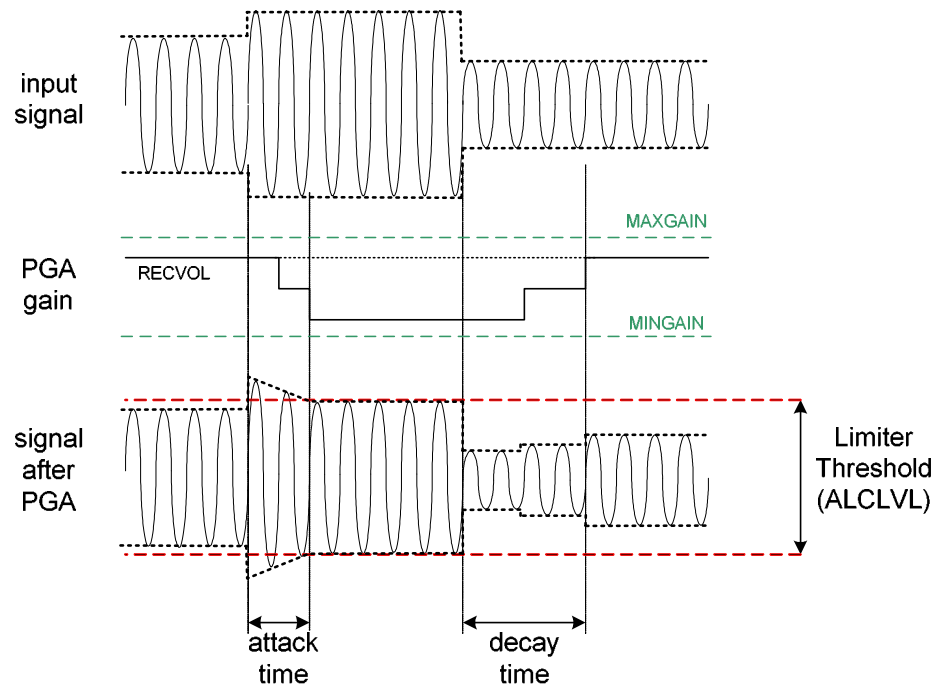 input
signal
MAXGAIN
PGA
gain
RECVOL
MINGAIN
signal
after
PGA
Limiter
Threshold
(ALCLVL)
attack
time
decay
time